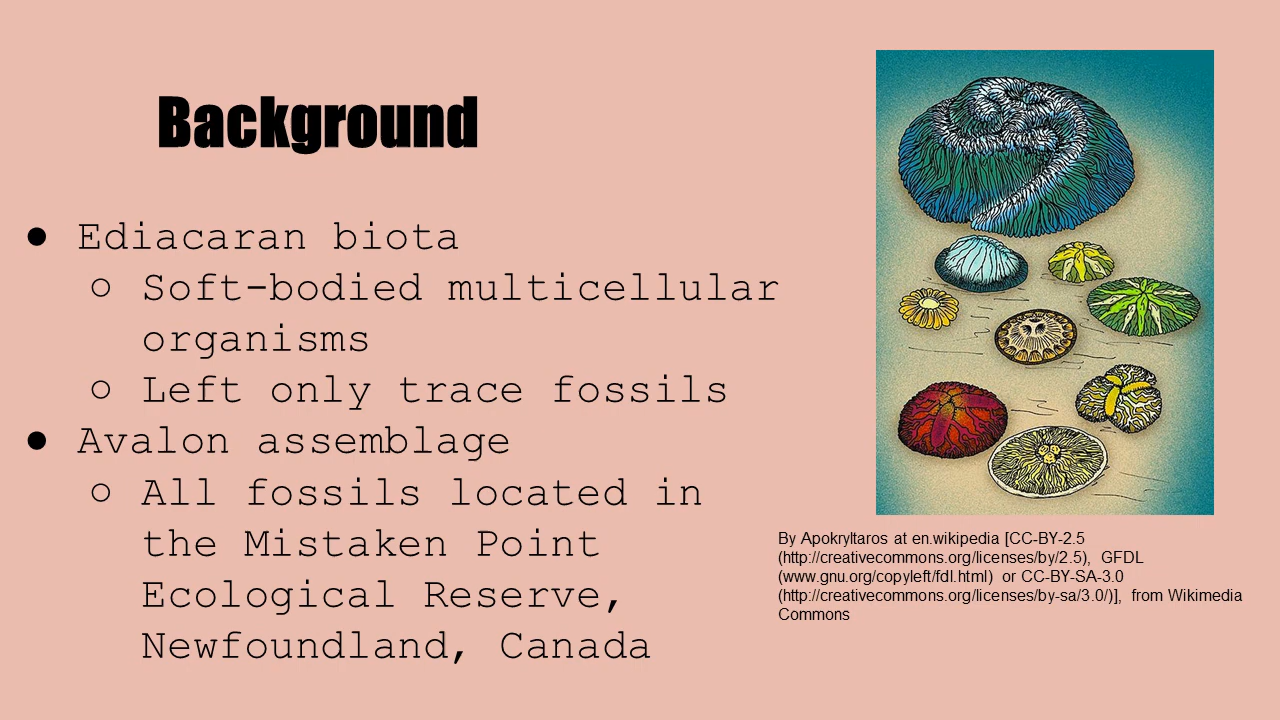 Background
● Ediacaran biota
○ Soft-bodied multicellular
organisms
○ Left only trace fossils
● Avalon assemblage
○ All fossils located in
the Mistaken Point
Ecological Reserve,
Newfoundland, Canada
By Apokryltaros at en.wikipedia [CC-BY-2.5
(http://creativecommons.org/licenses/by/2.5), GFDL
(www.gnu.org/copyleft/fdl.html) or CC-BY-SA-3.0
(http://creativecommons.org/licenses/by-sa/3.0/)], from Wikimedia
Commons